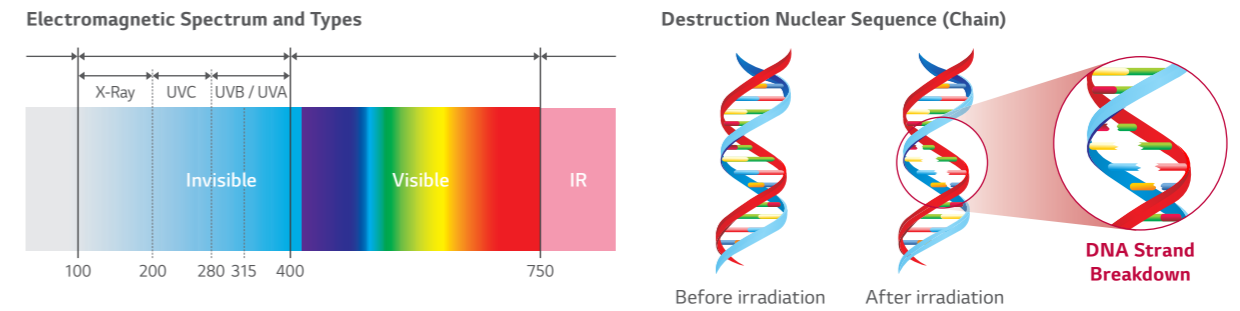 Electromagnetic Spectrum and Types
X-Ray UVC UVB / UVA
Invisible Visible IR
100 200 280 315 400 750
Destruction Nuclear Sequence (Chain)
Before irradiation After irradiation
DNA Strand
Breakdown